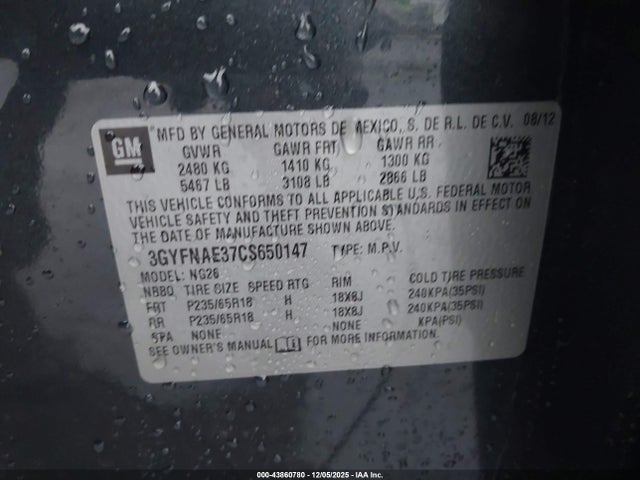 GM
MFD BY GENERAL MOTORS DE MEXICO, S. DE R.L. DE C.V. 08/12
GVWR GAWR FRT GAWR RR
2480 KG 1410 KG 1300 KG
5467 LB 3108 LB 2866 LB
THIS VEHICLE CONFORMS TO ALL APPLICABLE U.S. FEDERAL MOTOR
VEHICLE SAFETY AND THEFT PREVENTION STANDARDS IN EFFECT ON
THE DATE OF MANUFACTURE SHOWN ABOVE.
3GYFNAE37CS650147 TYPE: M.P.V.
MODEL: NG26
NBBQ TIRE SIZE SPEED RTG RIM COLD TIRE PRESSURE
FRT P235/65R18 H 18X8J 240KPA(35PSI)
RR P235/65R18 H 18X8J 240KPA(35PSI)
SPA NONE NONE KPA(PSI)
SEE OWNER'S MANUAL FOR MORE INFORMATION.
000-43860780 - 12/05/2025 - IAA Inc.